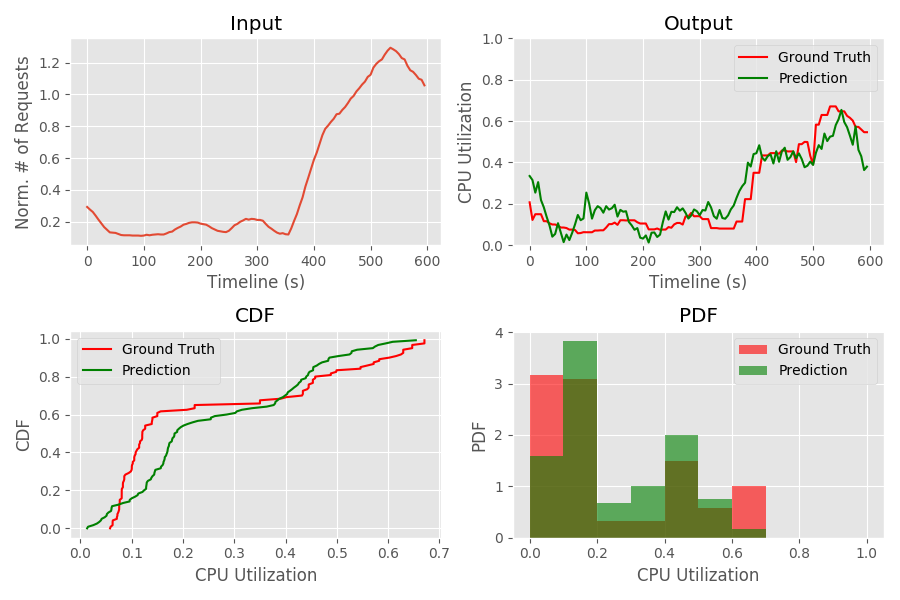 Input
Norm. # of Requests
1.2
1.0
0.8
0.6
0.4
0.2
0 100 200 300 400 500 600
Timeline (s)
Output
CPU Utilization
1.0
0.8
0.6
0.4
0.2
0.0
Ground Truth
Prediction
0 100 200 300 400 500 600
Timeline (s)
CDF
CDF
1.0
0.8
0.6
0.4
0.2
0.0
Ground Truth
Prediction
0.0 0.1 0.2 0.3 0.4 0.5 0.6 0.7
CPU Utilization
PDF
PDF
4
3
2
1
0
Ground Truth
Prediction
0.0 0.2 0.4 0.6 0.8 1.0
CPU Utilization